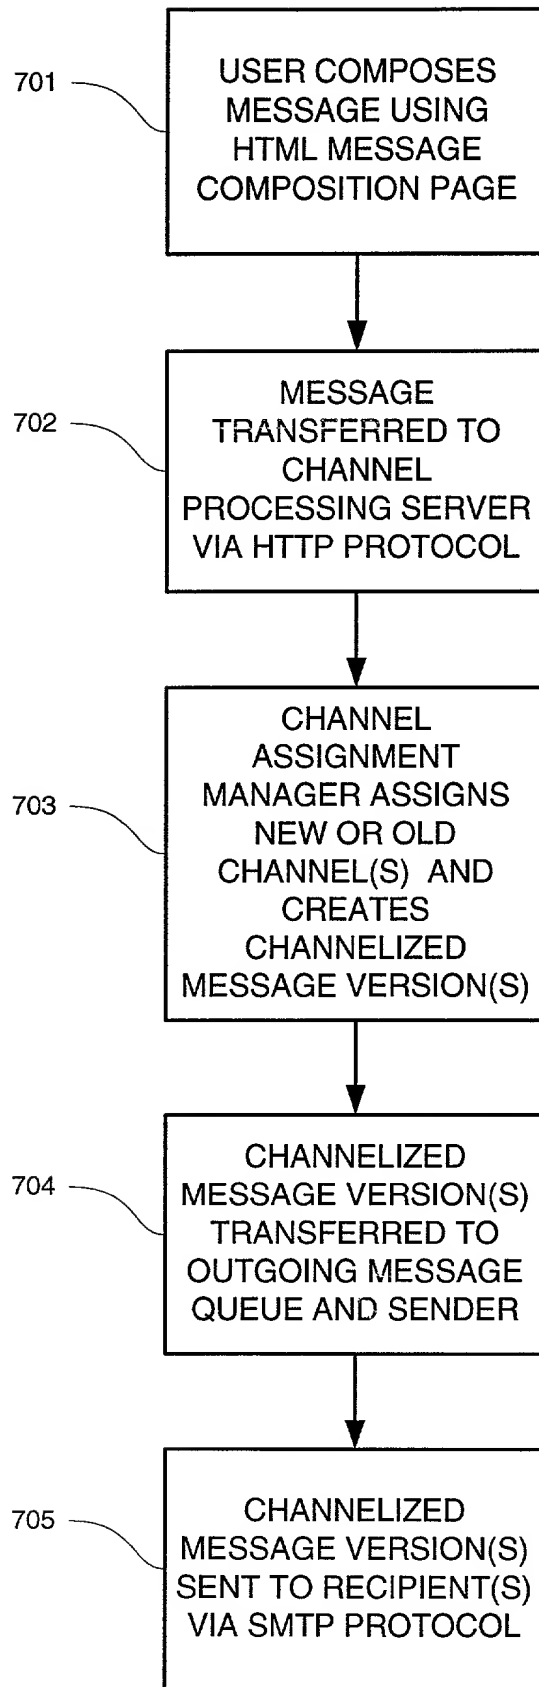 701
USER COMPOSES
MESSAGE USING
HTML MESSAGE
COMPOSITION PAGE
702
MESSAGE
TRANSFERRED TO
CHANNEL
PROCESSING SERVER
VIA HTTP PROTOCOL
703
CHANNEL
ASSIGNMENT
MANAGER ASSIGNS
NEW OR OLD
CHANNEL(S) AND
CREATES
CHANNELIZED
MESSAGE VERSION(S)
704
CHANNELIZED
MESSAGE VERSION(S)
TRANSFERRED TO
OUTGOING MESSAGE
QUEUE AND SENDER
705
CHANNELIZED
MESSAGE VERSION(S)
SENT TO RECIPIENT(S)
VIA SMTP PROTOCOL